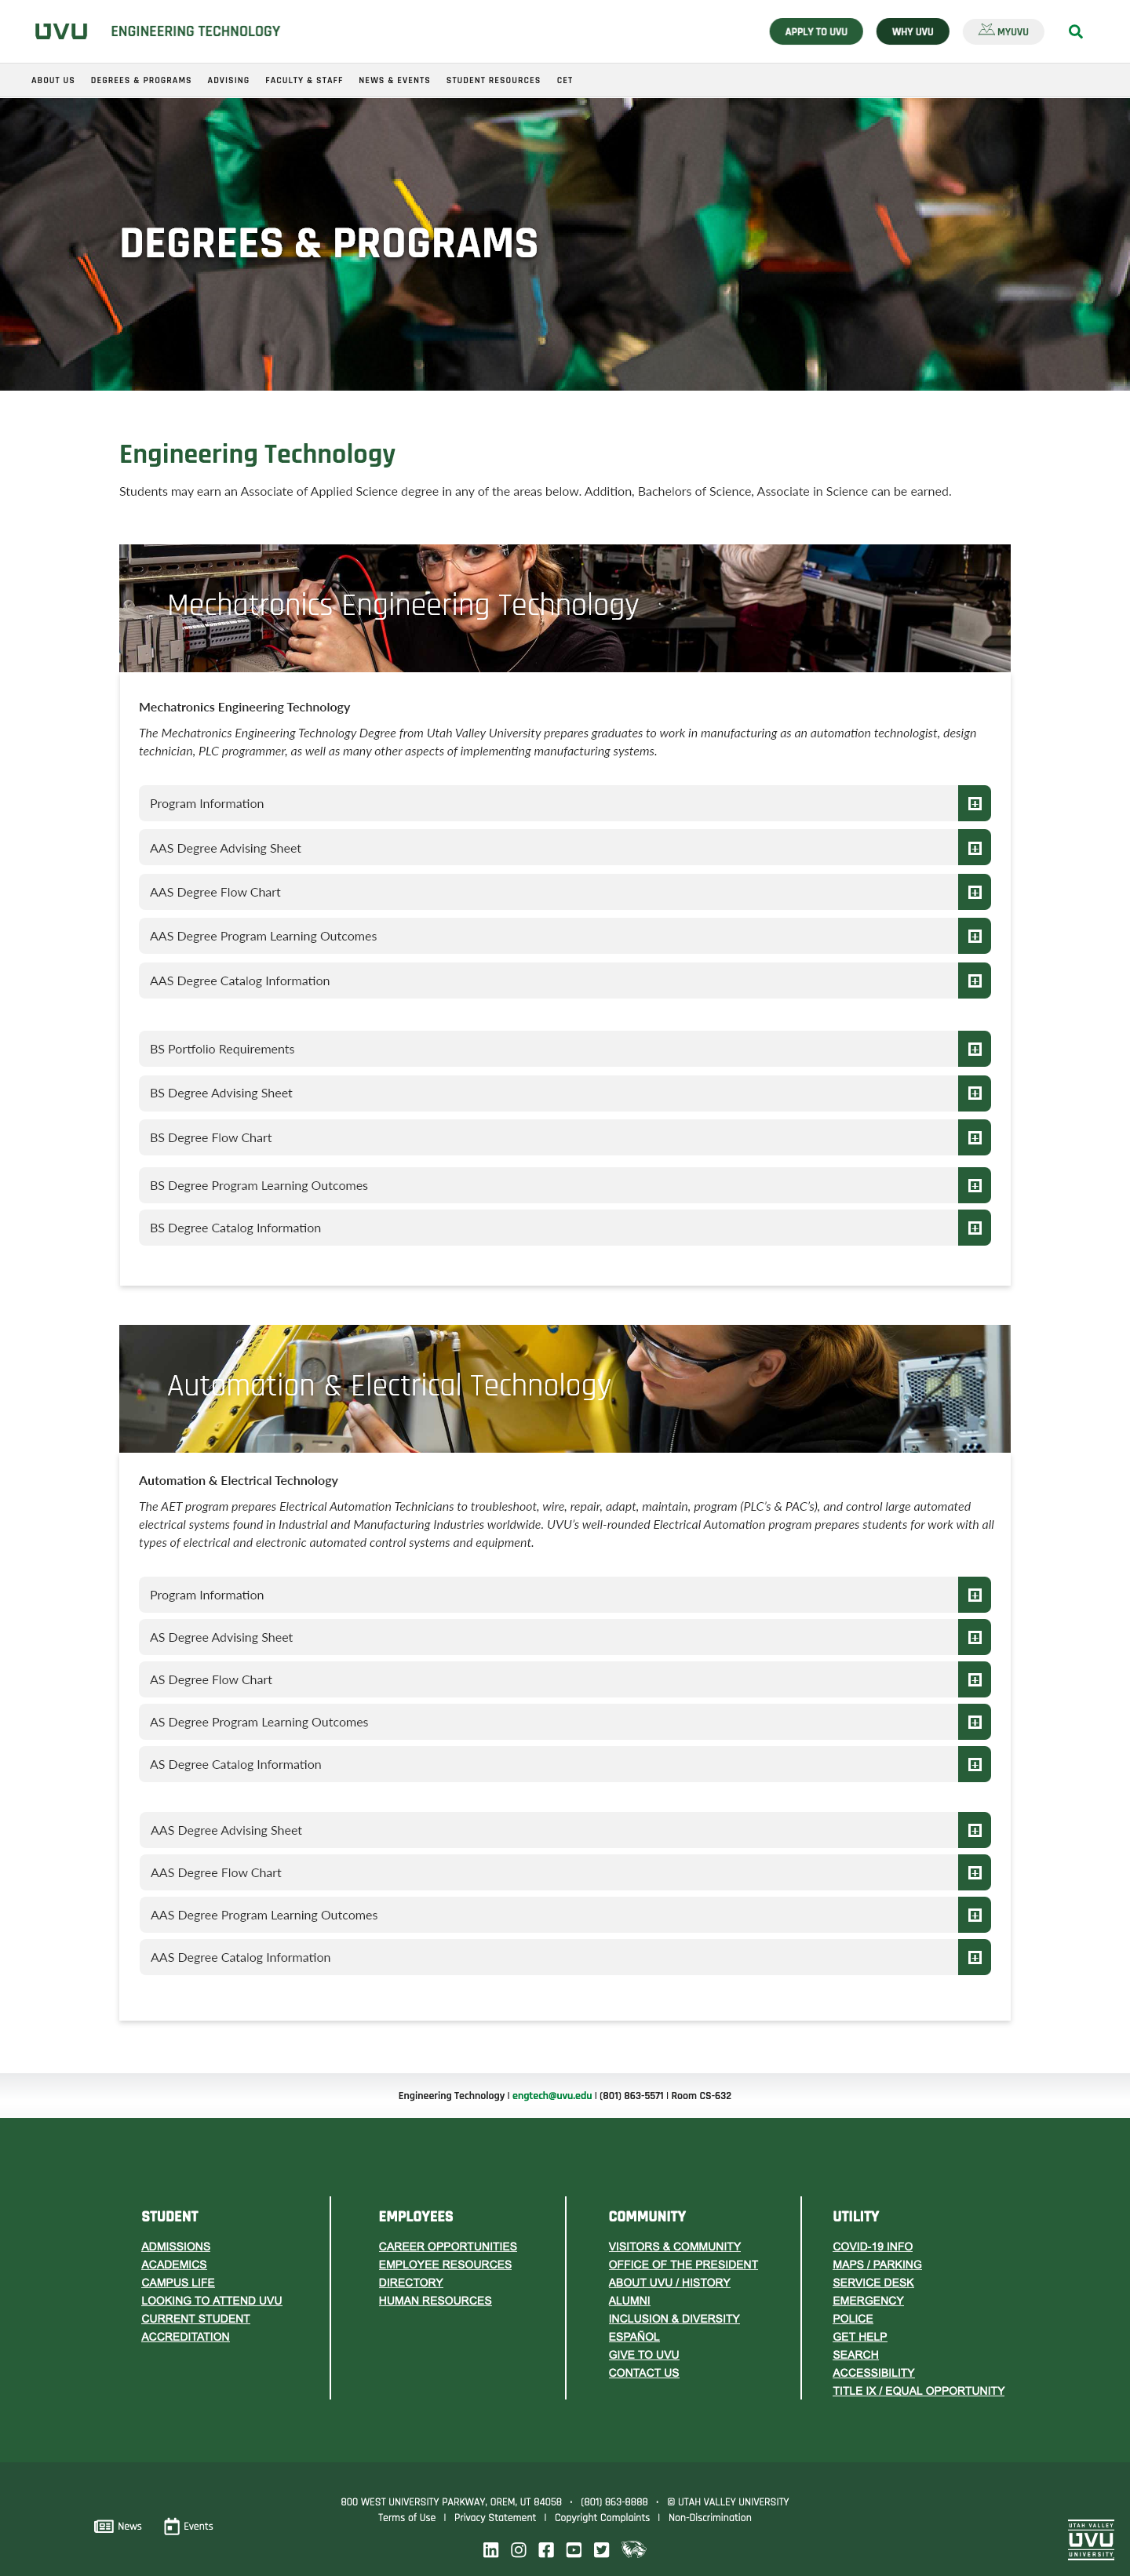 UVU ENGINEERING TECHNOLOGY APPLY TO UVU WHY UVU MYUVU
ABOUT US DEGREES & PROGRAMS ADVISING FACULTY & STAFF NEWS & EVENTS STUDENT RESOURCES CET
DEGREES & PROGRAMS
Engineering Technology
Students may earn an Associate of Applied Science degree in any of the areas below. Addition, Bachelors of Science, Associate in Science can be earned.
Mechatronics Engineering Technology
Mechatronics Engineering Technology
The Mechatronics Engineering Technology Degree from Utah Valley University prepares graduates to work in manufacturing as an automation technologist, design
technician, PLC programmer, as well as many other aspects of implementing manufacturing systems.
Program Information
AAS Degree Advising Sheet
AAS Degree Flow Chart
AAS Degree Program Learning Outcomes
AAS Degree Catalog Information
BS Portfolio Requirements
BS Degree Advising Sheet
BS Degree Flow Chart
BS Degree Program Learning Outcomes
BS Degree Catalog Information
Automation & Electrical Technology
Automation & Electrical Technology
The AET program prepares Electrical Automation Technicians to troubleshoot, wire, repair, adapt, maintain, program (PLC's & PAC's), and control large automated
electrical systems found in Industrial and Manufacturing Industries worldwide. UVU's well-rounded Electrical Automation program prepares students for work with all
types of electrical and electronic automated control systems and equipment.
Program Information
AS Degree Advising Sheet
AS Degree Flow Chart
AS Degree Program Learning Outcomes
AS Degree Catalog Information
AAS Degree Advising Sheet
AAS Degree Flow Chart
AAS Degree Program Learning Outcomes
AAS Degree Catalog Information
Engineering Technology | engtech@uvu.edu | (801) 863-5571 | Room CS-632
STUDENT
ADMISSIONS
ACADEMICS
CAMPUS LIFE
LOOKING TO ATTEND UVU
CURRENT STUDENT
ACCREDITATION
EMPLOYEES
CAREER OPPORTUNITIES
EMPLOYEE RESOURCES
DIRECTORY
HUMAN RESOURCES
COMMUNITY
VISITORS & COMMUNITY
OFFICE OF THE PRESIDENT
ABOUT UVU / HISTORY
ALUMNI
INCLUSION & DIVERSITY
ESPAÑOL
GIVE TO UVU
CONTACT US
UTILITY
COVID-19 INFO
MAPS / PARKING
SERVICE DESK
EMERGENCY
POLICE
GET HELP
SEARCH
ACCESSIBILITY
TITLE IX / EQUAL OPPORTUNITY
800 WEST UNIVERSITY PARKWAY, OREM, UT 84058 • (801) 863-8888 • © UTAH VALLEY UNIVERSITY
Terms of Use | Privacy Statement | Copyright Complaints | Non-Discrimination
News Events
UTAH VALLEY
UVU
UNIVERSITY